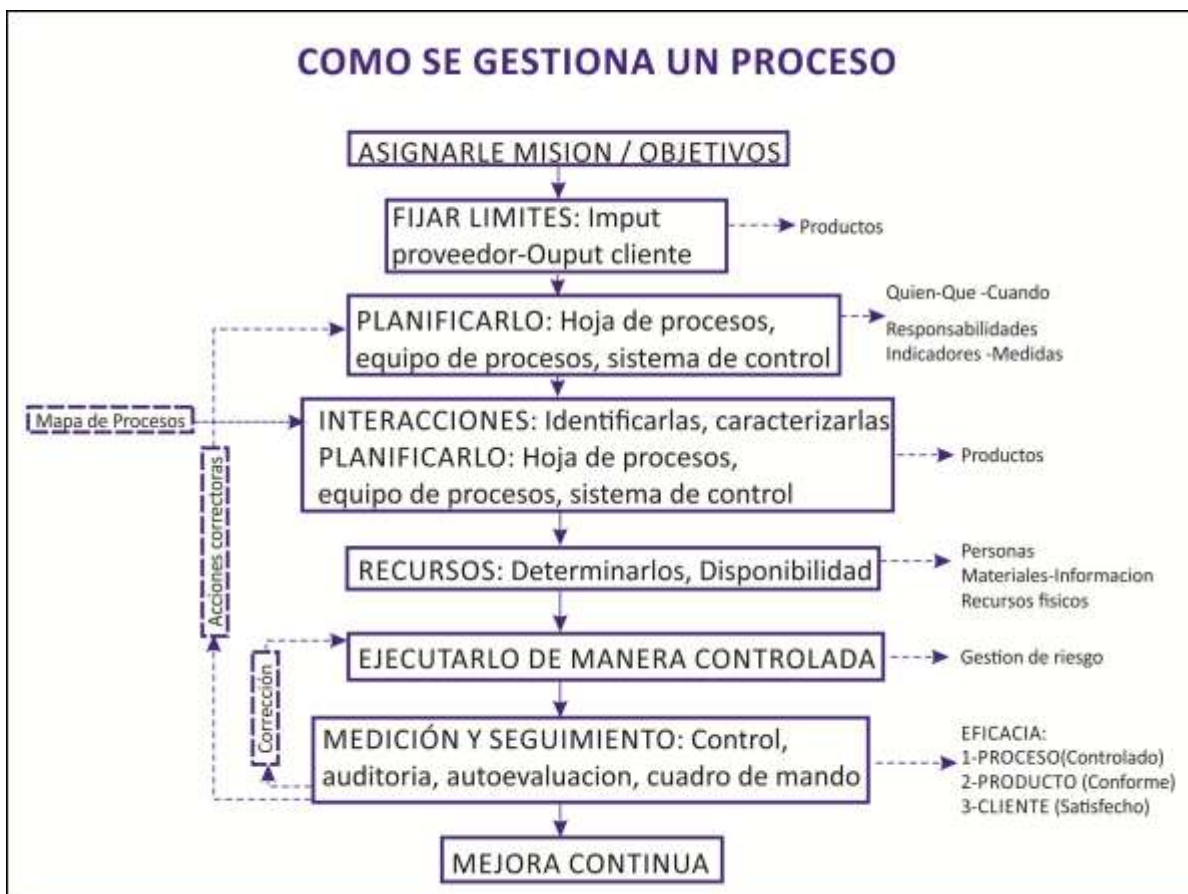 COMO SE GESTIONA UN PROCESO
ASIGNARLE MISION / OBJETIVOS
FIJAR LIMITES: Imput
proveedor-Ouput cliente
Productos
PLANIFICARLO: Hoja de procesos,
equipo de procesos, sistema de control
Quien-Que -Cuando
Responsabilidades
Indicadores -Medidas
Mapa de Procesos
INTERACCIONES: Identificarlas, caracterizarlas
PLANIFICARLO: Hoja de procesos,
equipo de procesos, sistema de control
Productos
Acciones correctoras
RECURSOS: Determinarlos, Disponibilidad
Personas
Materiales-Informacion
Recursos fisicos
EJECUTARLO DE MANERA CONTROLADA
Gestion de riesgo
Corrección
MEDICIÓN Y SEGUIMIENTO: Control,
auditoria, autoevaluacion, cuadro de mando
EFICACIA:
1-PROCESO(Controlado)
2-PRODUCTO (Conforme)
3-CLIENTE (Satisfecho)
MEJORA CONTINUA